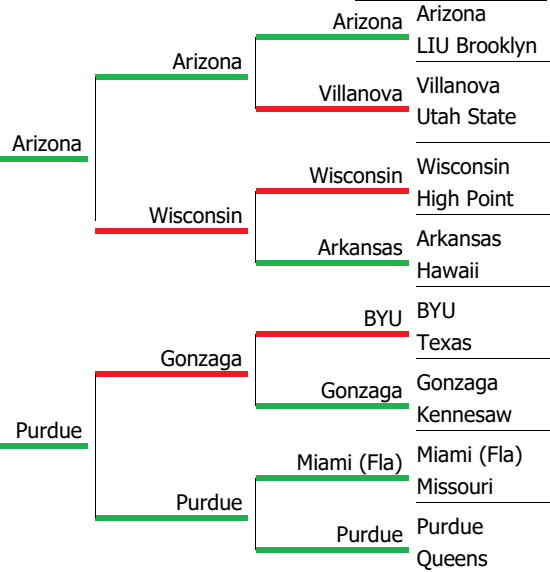 Arizona
Arizona
LIU Brooklyn
Arizona
Villanova
Villanova
Utah State
Arizona
Wisconsin
Wisconsin
High Point
Wisconsin
Arkansas
Arkansas
Hawaii
BYU
BYU
Texas
Gonzaga
Gonzaga
Gonzaga
Kennesaw
Purdue
Miami (Fla)
Miami (Fla)
Missouri
Purdue
Purdue
Purdue
Queens